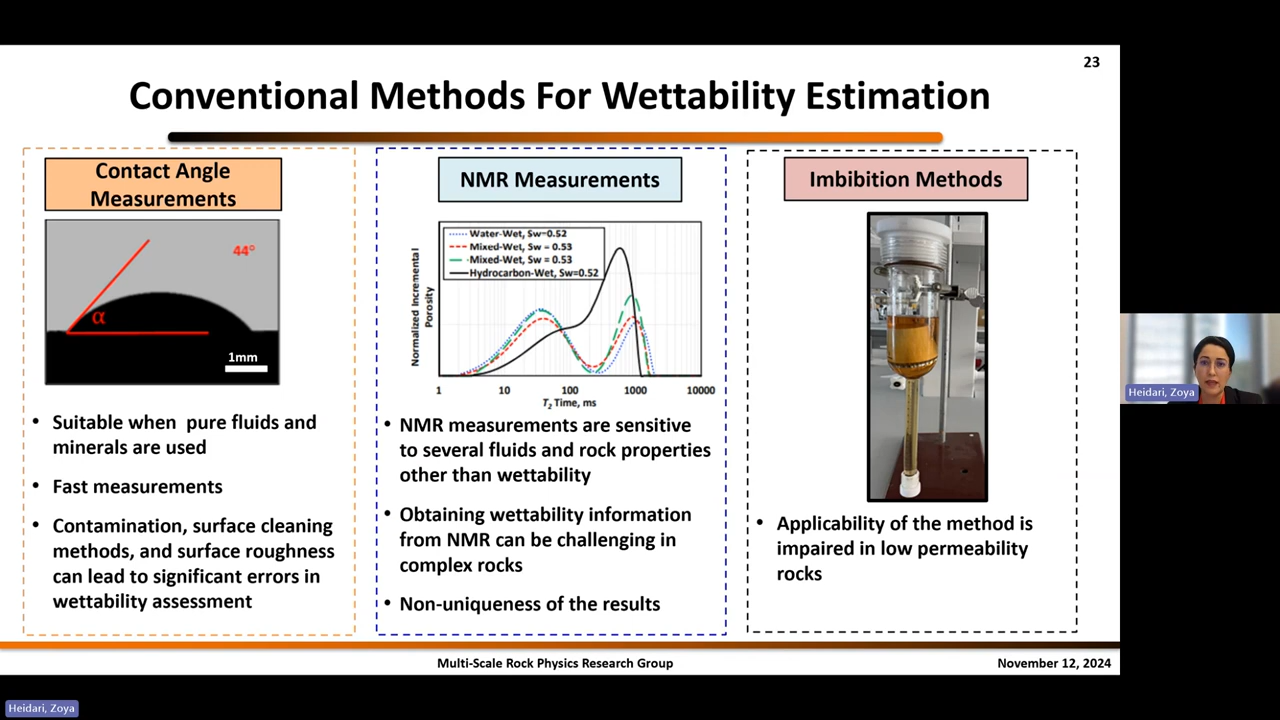 23
Conventional Methods For Wettability Estimation
Contact Angle
Measurements
44°
α
1mm
• Suitable when pure fluids and
minerals are used
• Fast measurements
• Contamination, surface cleaning
methods, and surface roughness
can lead to significant errors in
wettability assessment
NMR Measurements
Normalized Incremental
Porosity
Water-Wet, Sw=0.52
Mixed-Wet, Sw = 0.53
Mixed-Wet, Sw = 0.53
Hydrocarbon-Wet, Sw=0.52
1 10 100 1000 10000
T2 Time, ms
• NMR measurements are sensitive
to several fluids and rock properties
other than wettability
• Obtaining wettability information
from NMR can be challenging in
complex rocks
• Non-uniqueness of the results
Imbibition Methods
• Applicability of the method is
impaired in low permeability
rocks
Multi-Scale Rock Physics Research Group
November 12, 2024
Heidari, Zoya
Heidari, Zoya